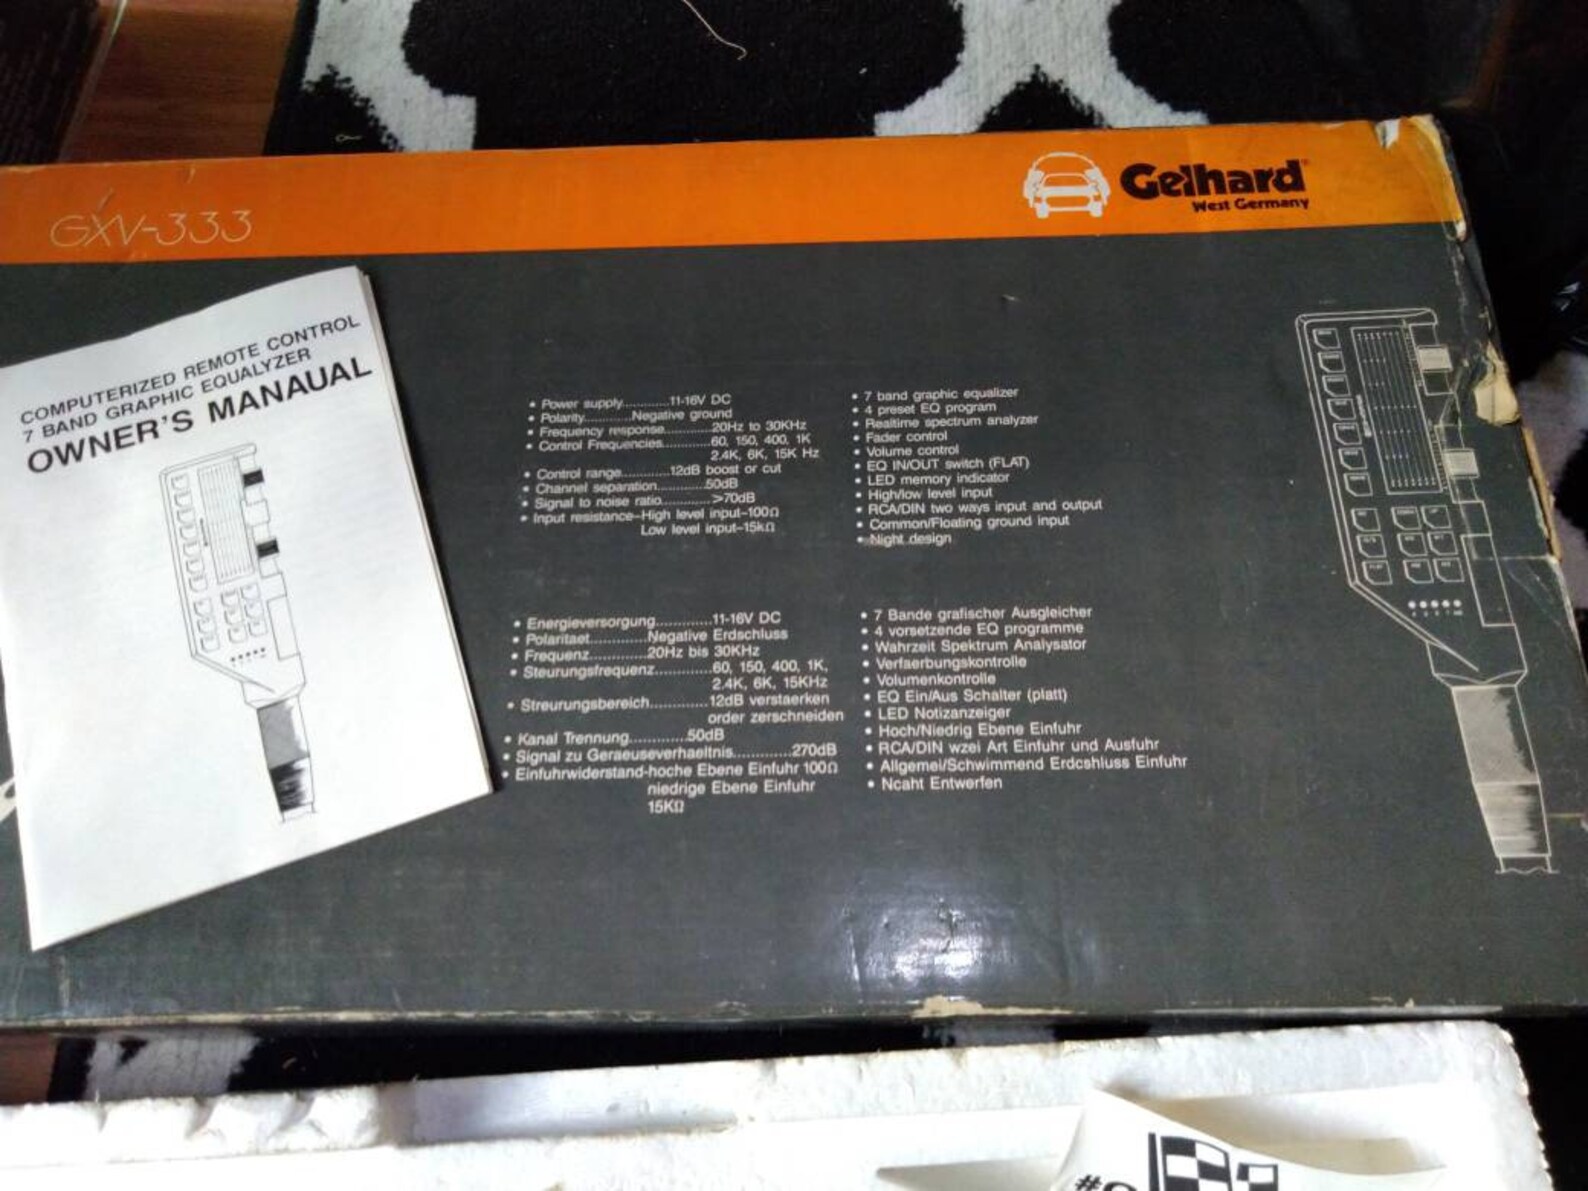 GXV-333
Gelhard
West Germany
COMPUTERIZED REMOTE CONTROL
7 BAND GRAPHIC EQUALYZER
OWNER'S MANAUAL
• Power supply............11-16V DC
• Polarity............Negative ground
• Frequency response............20Hz to 30KHz
• Control Frequencies............60, 150, 400, 1K
2.4K, 6K, 15K Hz
• Control range............12dB boost or cut
• Channel separation............50dB
• Signal to noise ratio............>70dB
• Input resistance–High level input–100Ω
Low level input–15kΩ
• 7 band graphic equalizer
• 4 preset EQ program
• Realtime spectrum analyzer
• Fader control
• Volume control
• EQ IN/OUT switch (FLAT)
• LED memory indicator
• High/low level input
• RCA/DIN two ways input and output
• Common/Floating ground input
• Night design
• Energieversorgung............11-16V DC
• Polaritaet............Negative Erdschluss
• Frequenz............20Hz bis 30KHz
• Steurungsfrequenz............60, 150, 400, 1K,
2.4K, 6K, 15KHz
• Streurungsbereich............12dB verstaerken
order zerschneiden
• Kanal Trennung............50dB
• Signal zu Geraeuseverhaeltnis............270dB
• Einfuhrwiderstand-hoche Ebene Einfuhr 100Ω
niedrige Ebene Einfuhr
15KΩ
• 7 Bande grafischer Ausgleicher
• 4 vorsetzende EQ programme
• Wahrzeit Spektrum Analysator
• Verfaerbungskontrolle
• Volumenkontrolle
• EQ Ein/Aus Schalter (platt)
• LED Notizanzeiger
• Hoch/Niedrig Ebene Einfuhr
• RCA/DIN wzei Art Einfuhr und Ausfuhr
• Allgemei/Schwimmend Erdcshluss Einfuhr
• Ncaht Entwerfen
FLAT